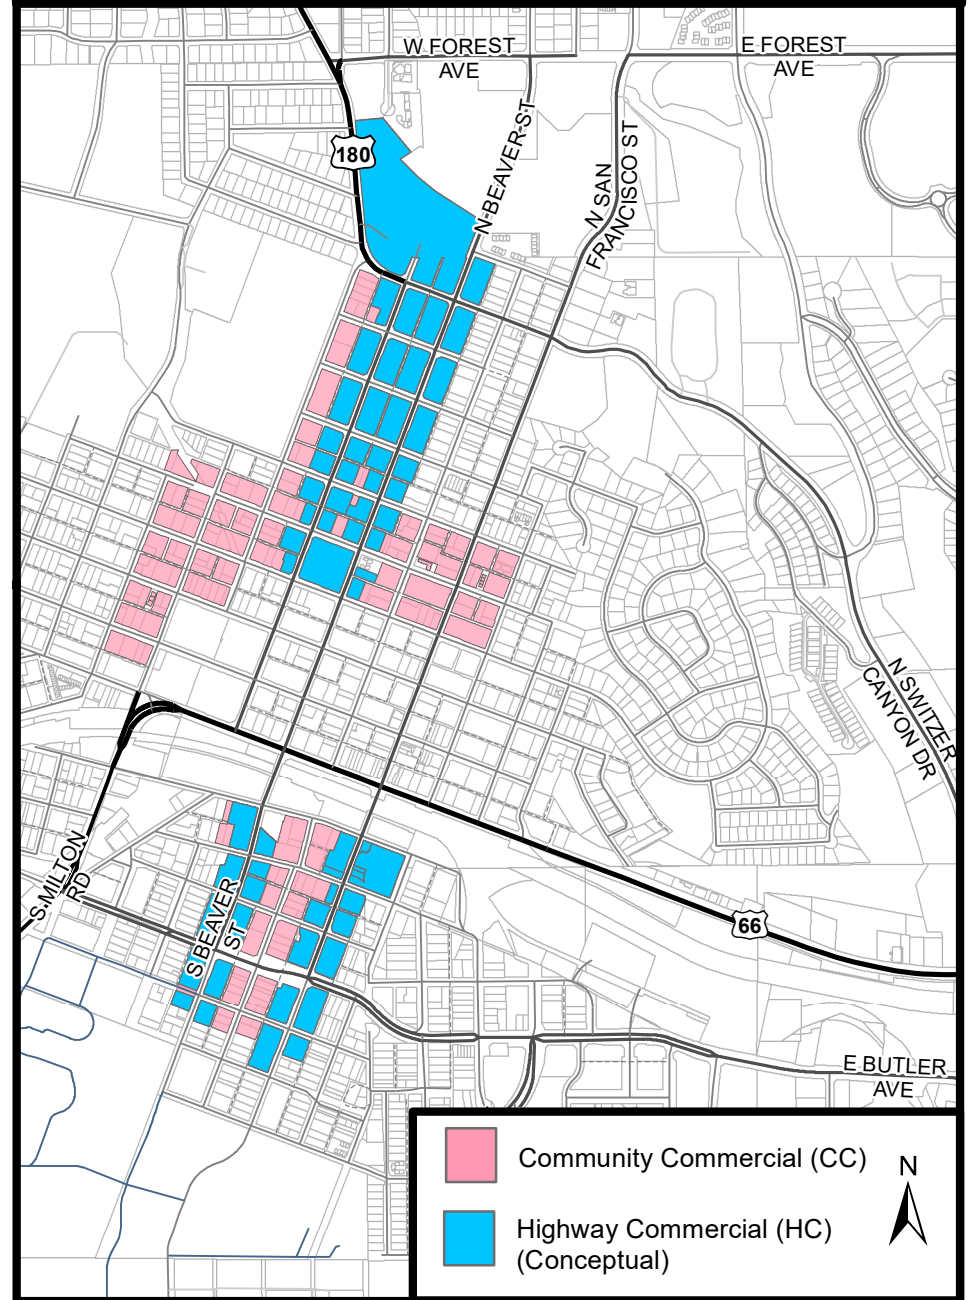 W FOREST
AVE
E FOREST
AVE
180
N BEAVER ST
N SAN
FRANCISCO ST
N SWITZER
CANYON DR
S MILTON
RD
S BEAVER
ST
66
E BUTLER
AVE
Community Commercial (CC)
Highway Commercial (HC)
(Conceptual)
N